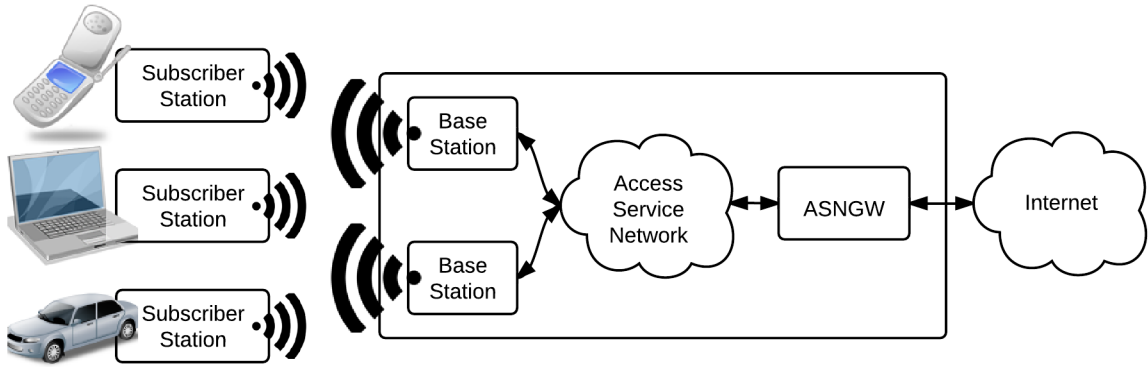 Subscriber
Station
Subscriber
Station
Subscriber
Station
Base
Station
Base
Station
Access
Service
Network
ASNGW
Internet